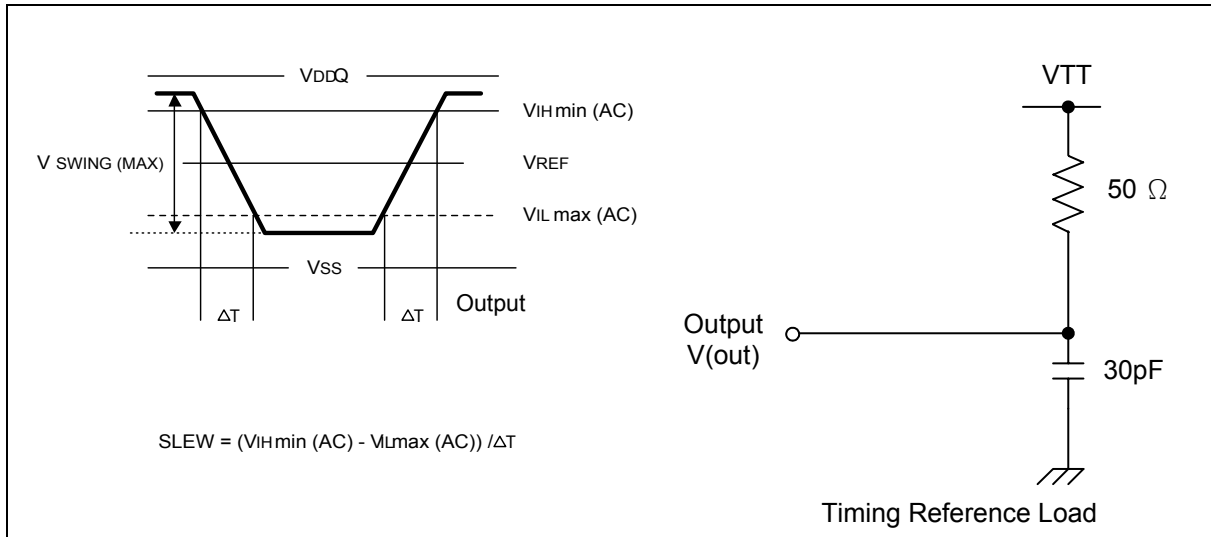 VDDQ
VIH min (AC)
V SWING (MAX)
VREF
VIL max (AC)
VSS
Output
ΔT
ΔT
SLEW = (VIH min (AC) - VILmax (AC)) /ΔT
VTT
50 Ω
Output
V(out)
30pF
Timing Reference Load